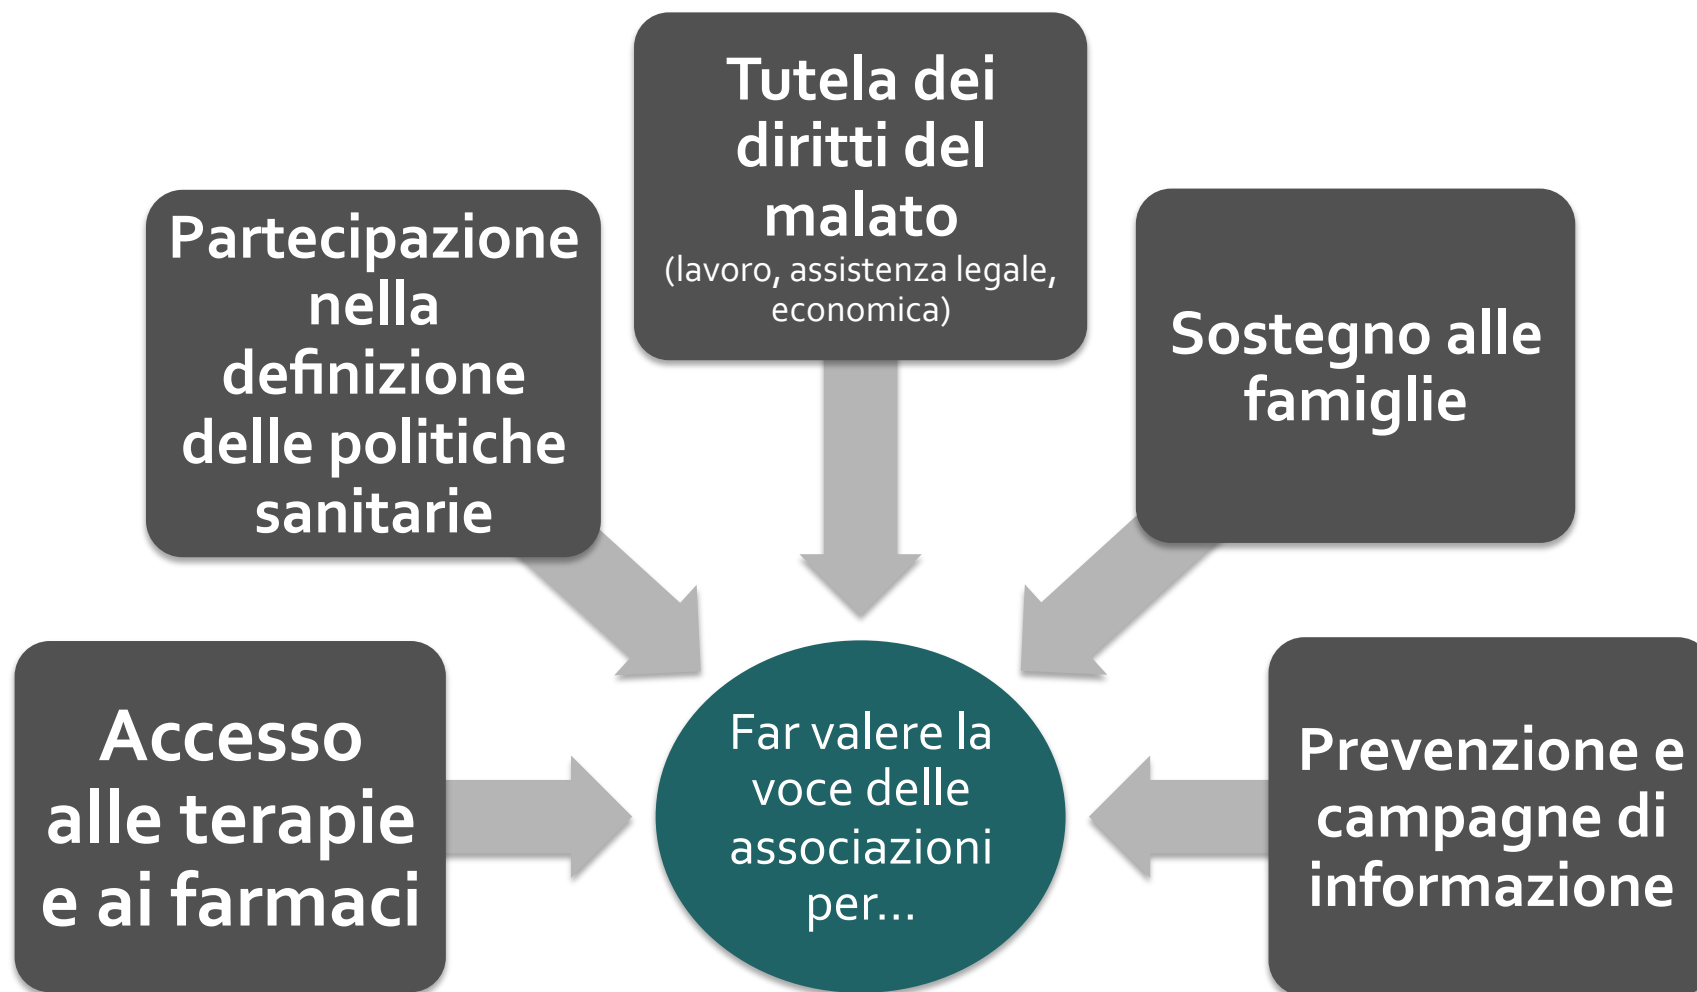 Tutela dei
diritti del
malato
(lavoro, assistenza legale,
economica)
Partecipazione
nella
definizione
delle politiche
sanitarie
Sostegno alle
famiglie
Accesso
alle terapie
e ai farmaci
Far valere la
voce delle
associazioni
per...
Prevenzione e
campagne di
informazione